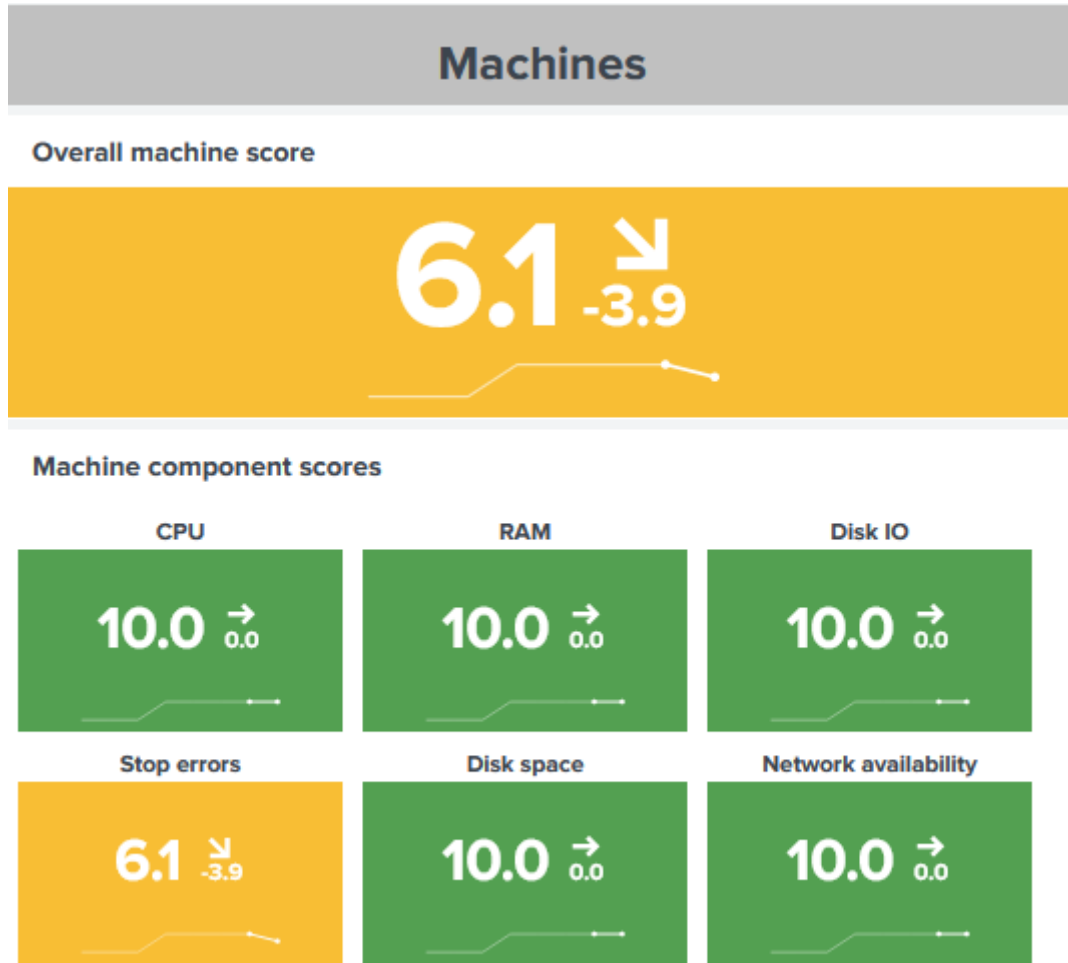 Machines
Overall machine score
6.1
-3.9
Machine component scores
CPU RAM Disk IO
10.0 0.0 10.0 0.0 10.0 0.0
Stop errors Disk space Network availability
6.1 -3.9 10.0 0.0 10.0 0.0